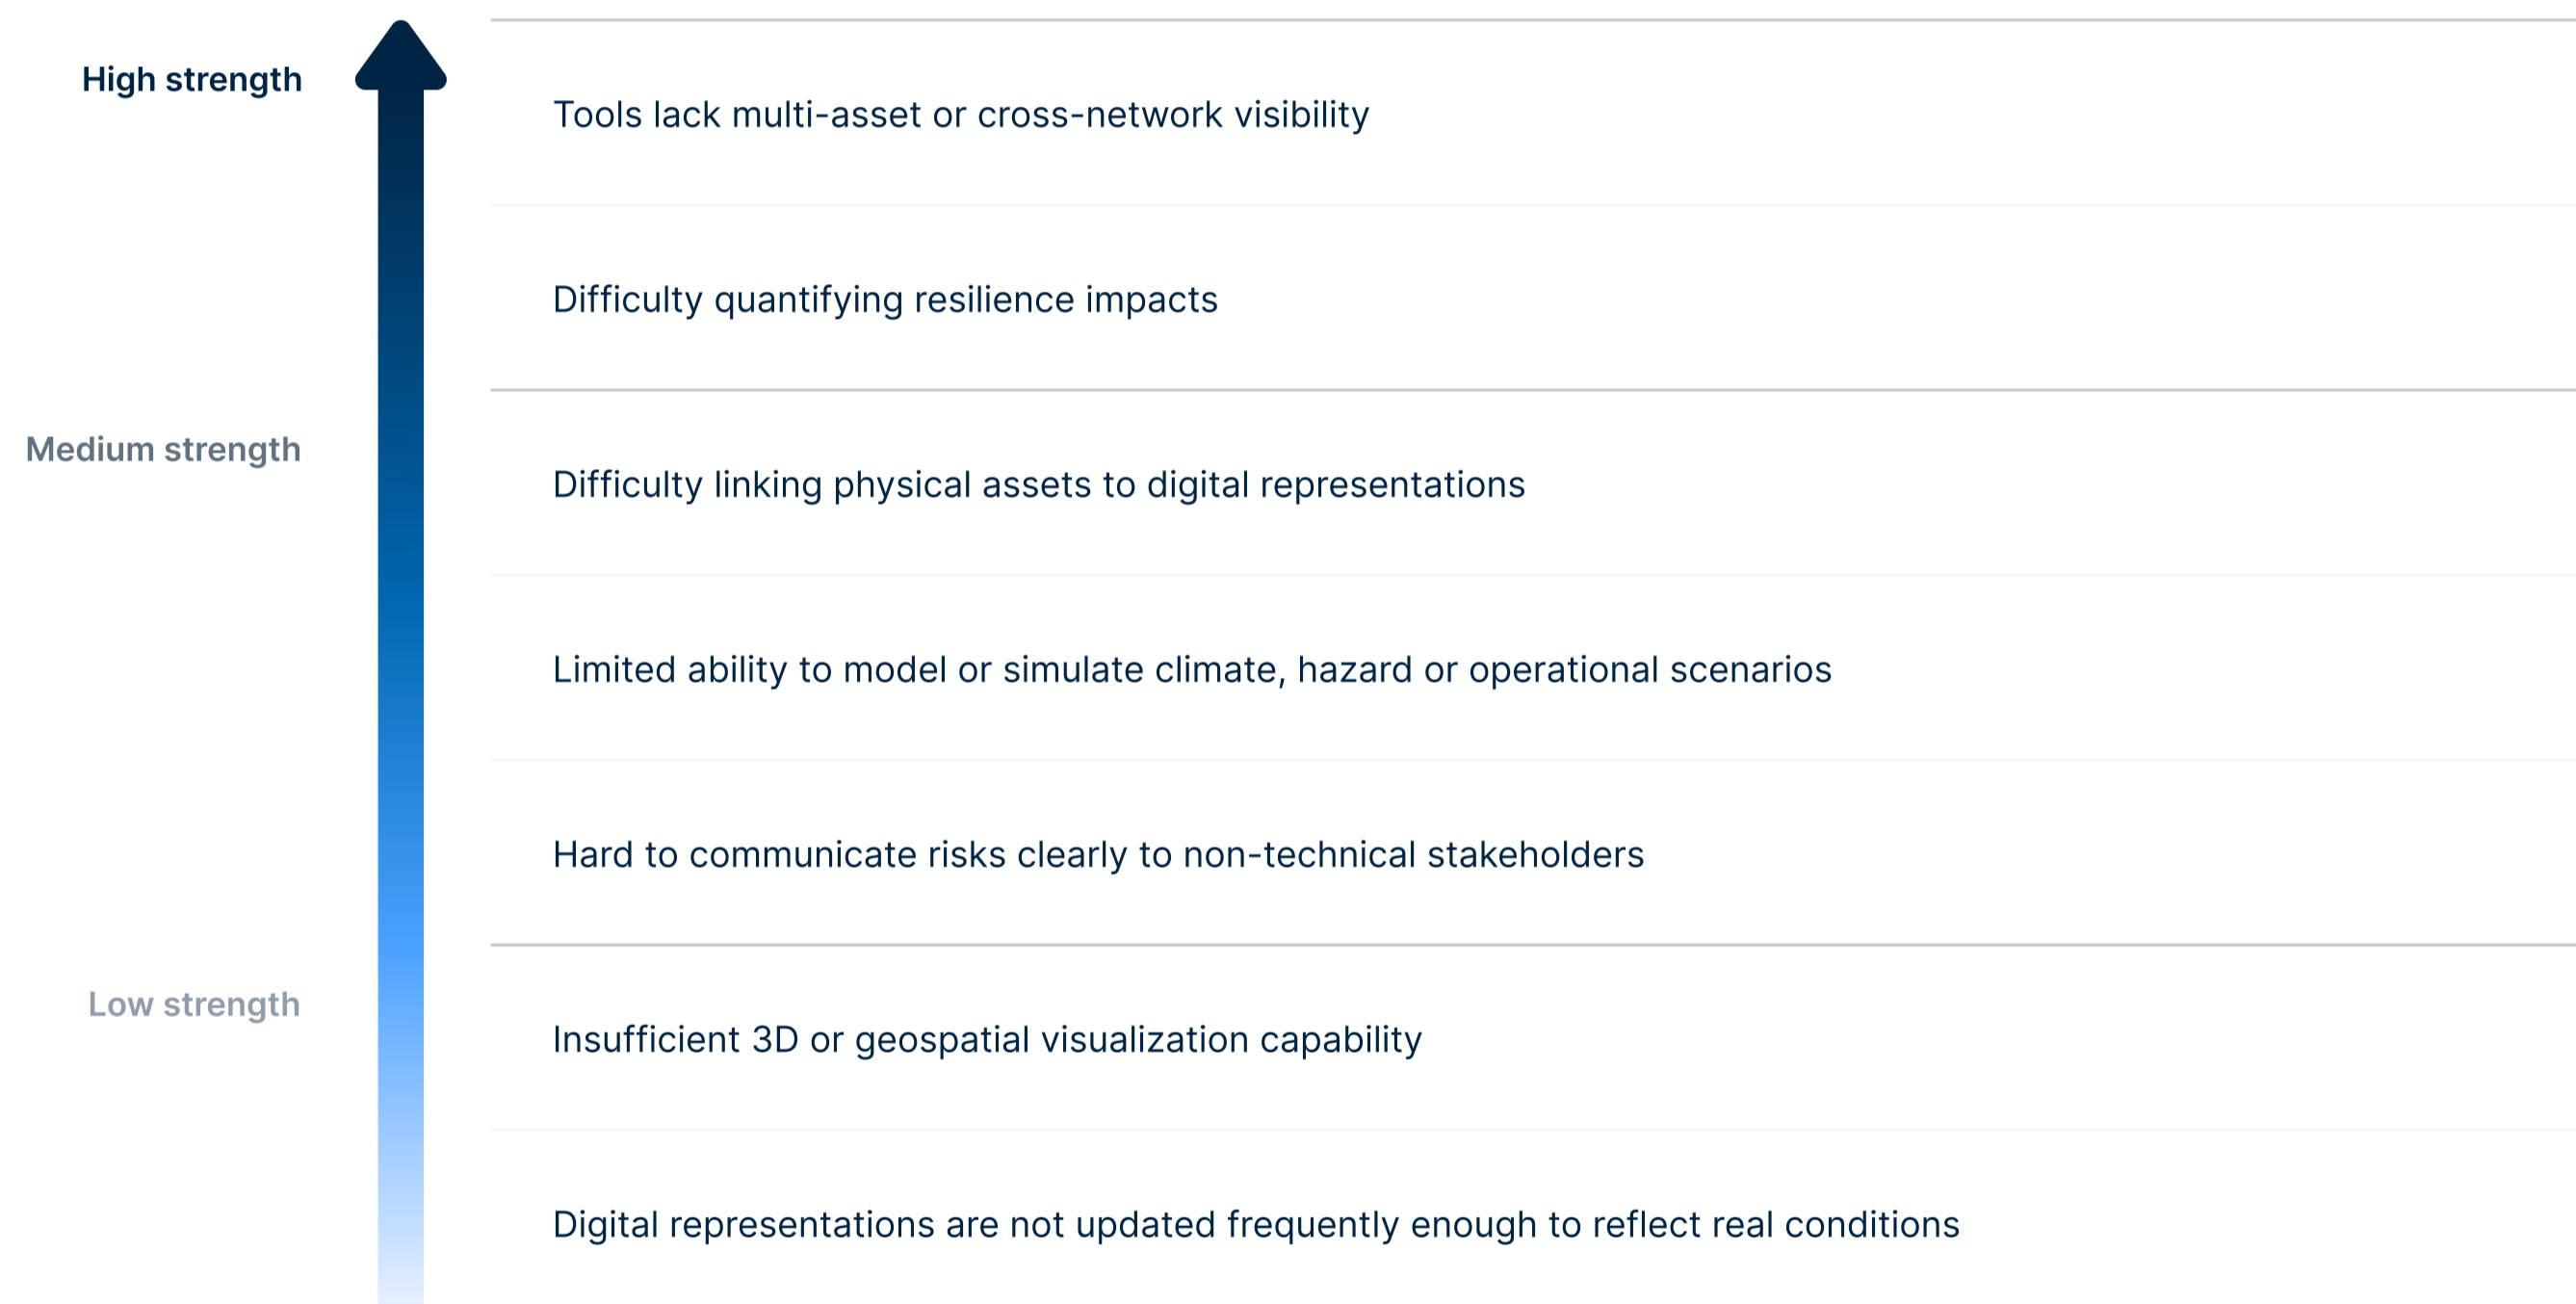 High strength
Tools lack multi-asset or cross-network visibility
Difficulty quantifying resilience impacts
Medium strength
Difficulty linking physical assets to digital representations
Limited ability to model or simulate climate, hazard or operational scenarios
Hard to communicate risks clearly to non-technical stakeholders
Low strength
Insufficient 3D or geospatial visualization capability
Digital representations are not updated frequently enough to reflect real conditions